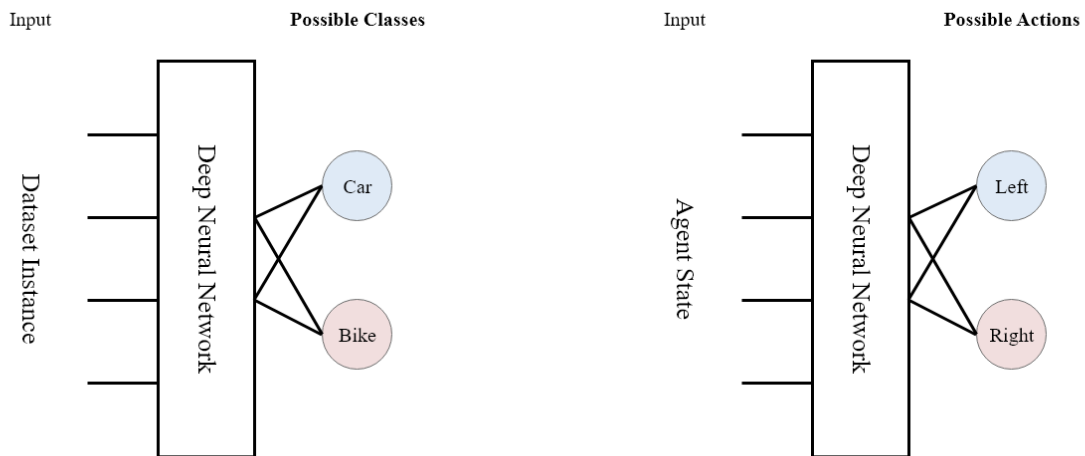 Input
Possible Classes
Dataset Instance
Deep Neural Network
Car
Bike
Input
Possible Actions
Agent State
Deep Neural Network
Left
Right